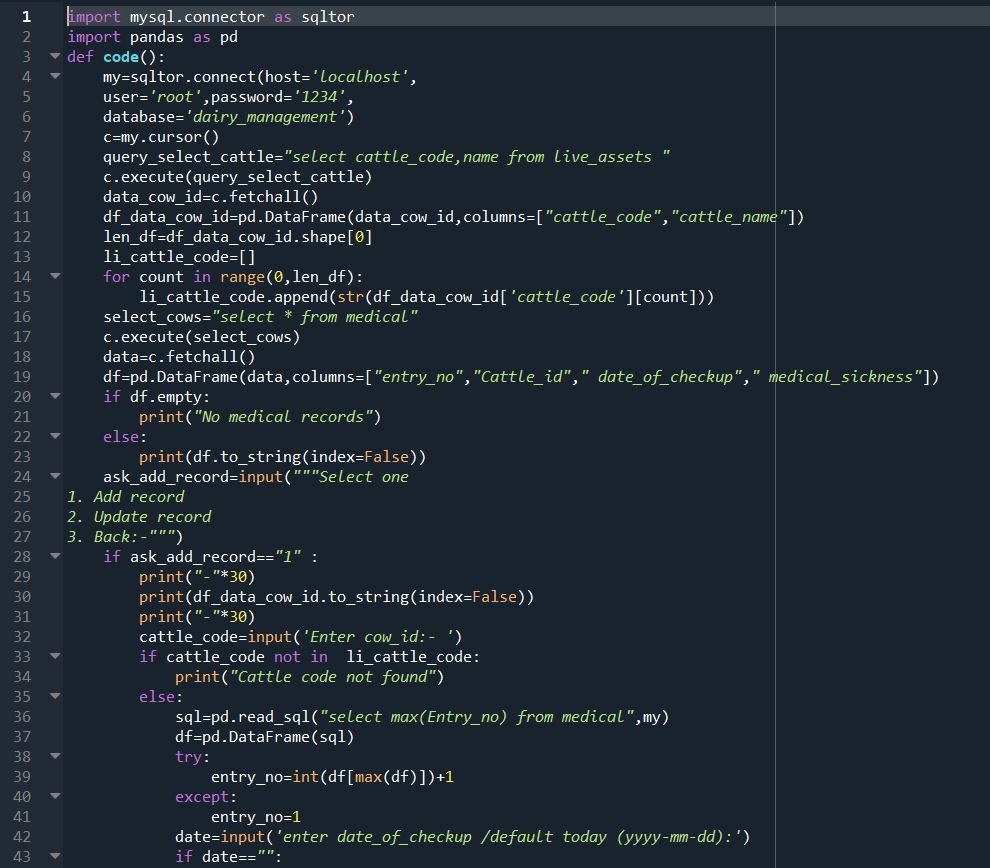 1 import mysql.connector as sqltor
2 import pandas as pd
3 def code():
4     my=sqltor.connect(host='localhost',
5     user='root',password='1234',
6     database='dairy_management')
7     c=my.cursor()
8     query_select_cattle="select cattle_code,name from live_assets "
9     c.execute(query_select_cattle)
10     data_cow_id=c.fetchall()
11     df_data_cow_id=pd.DataFrame(data_cow_id,columns=["cattle_code","cattle_name"])
12     len_df=df_data_cow_id.shape[0]
13     li_cattle_code=[]
14     for count in range(0,len_df):
15         li_cattle_code.append(str(df_data_cow_id['cattle_code'][count]))
16     select_cows="select * from medical"
17     c.execute(select_cows)
18     data=c.fetchall()
19     df=pd.DataFrame(data,columns=["entry_no","Cattle_id"," date_of_checkup"," medical_sickness"])
20     if df.empty:
21         print("No medical records")
22     else:
23         print(df.to_string(index=False))
24     ask_add_record=input("""Select one
25 1. Add record
26 2. Update record
27 3. Back:-""")
28     if ask_add_record=="1" :
29         print("-"*30)
30         print(df_data_cow_id.to_string(index=False))
31         print("-"*30)
32         cattle_code=input('Enter cow_id:- ')
33         if cattle_code not in  li_cattle_code:
34             print("Cattle code not found")
35         else:
36             sql=pd.read_sql("select max(Entry_no) from medical",my)
37             df=pd.DataFrame(sql)
38             try:
39                 entry_no=int(df[max(df)])+1
40             except:
41                 entry_no=1
42             date=input('enter date_of_checkup /default today (yyyy-mm-dd):')
43             if date=="":